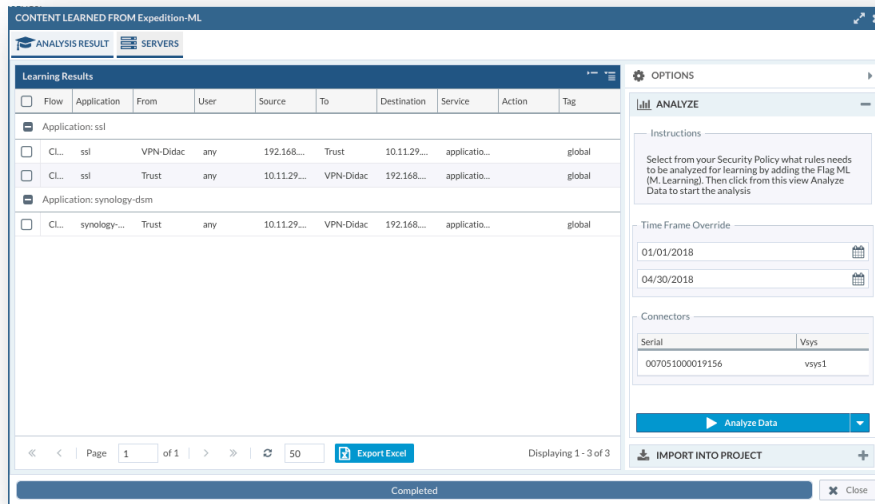 CONTENT LEARNED FROM Expedition-ML
ANALYSIS RESULT SERVERS
Learning Results
Flow Application From User Source To Destination Service Action Tag
Application: ssl
Cl... ssl VPN-Didac any 192.168.... Trust 10.11.29.... applicatio... global
Cl... ssl Trust any 10.11.29.... VPN-Didac 192.168.... applicatio... global
Application: synology-dsm
Cl... synology-... Trust any 10.11.29.... VPN-Didac 192.168.... applicatio... global
Page 1 of 1 50 Export Excel Displaying 1 - 3 of 3
OPTIONS
ANALYZE
Instructions
Select from your Security Policy what rules needs
to be analyzed for learning by adding the Flag ML
(M. Learning). Then click from this view Analyze
Data to start the analysis
Time Frame Override
01/01/2018
04/30/2018
Connectors
Serial Vsys
007051000019156 vsys1
Analyze Data
IMPORT INTO PROJECT
Completed
Close